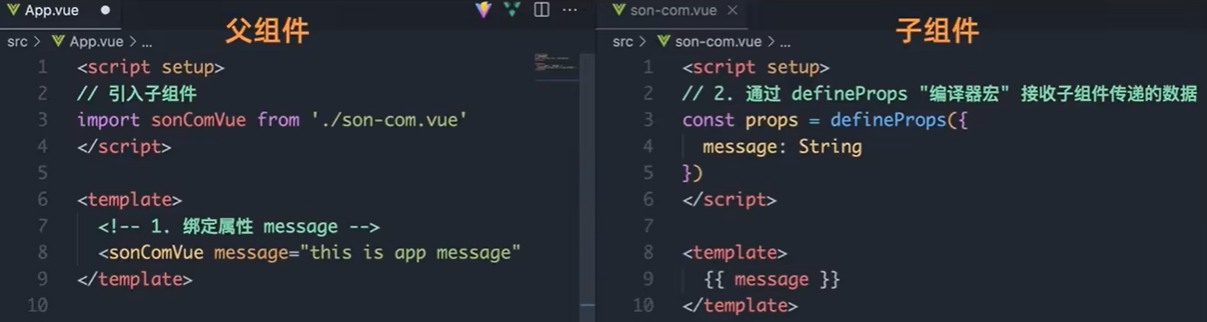 App.vue
父组件
src > App.vue > ...
1 <script setup>
2 // 引入子组件
3 import sonComVue from './son-com.vue'
4 </script>
5
6 <template>
7 <!-- 1. 绑定属性 message -->
8 <sonComVue message="this is app message"
9 </template>
10
son-com.vue
子组件
src > son-com.vue > ...
1 <script setup>
2 // 2. 通过 defineProps "编译器宏" 接收子组件传递的数据
3 const props = defineProps({
4 message: String
5 })
6 </script>
7
8 <template>
9 {{ message }}
10 </template>